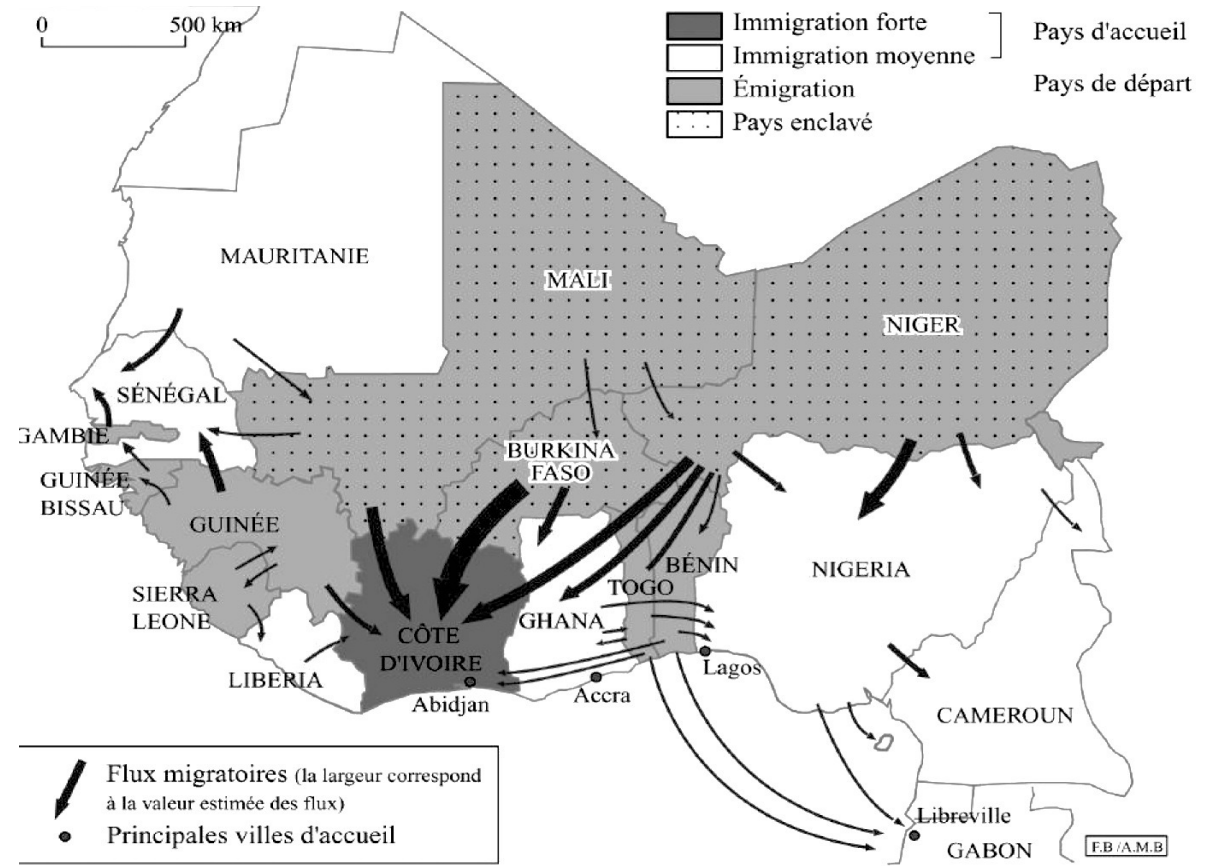 0 500 km
Immigration forte
Immigration moyenne
Pays d'accueil
Émigration
Pays de départ
Pays enclavé
MAURITANIE
MALI
NIGER
SÉNÉGAL
GAMBIE
GUINÉE
BISSAU
BURKINA
FASO
GUINÉE
BÉNIN
NIGERIA
TOGO
SIERRA
LEONE
GHANA
CÔTE
D'IVOIRE
LIBERIA
Lagos
Abidjan
Accra
CAMEROUN
Flux migratoires (la largeur correspond
à la valeur estimée des flux)
Principales villes d'accueil
Libreville
GABON
F.B /A.M.B